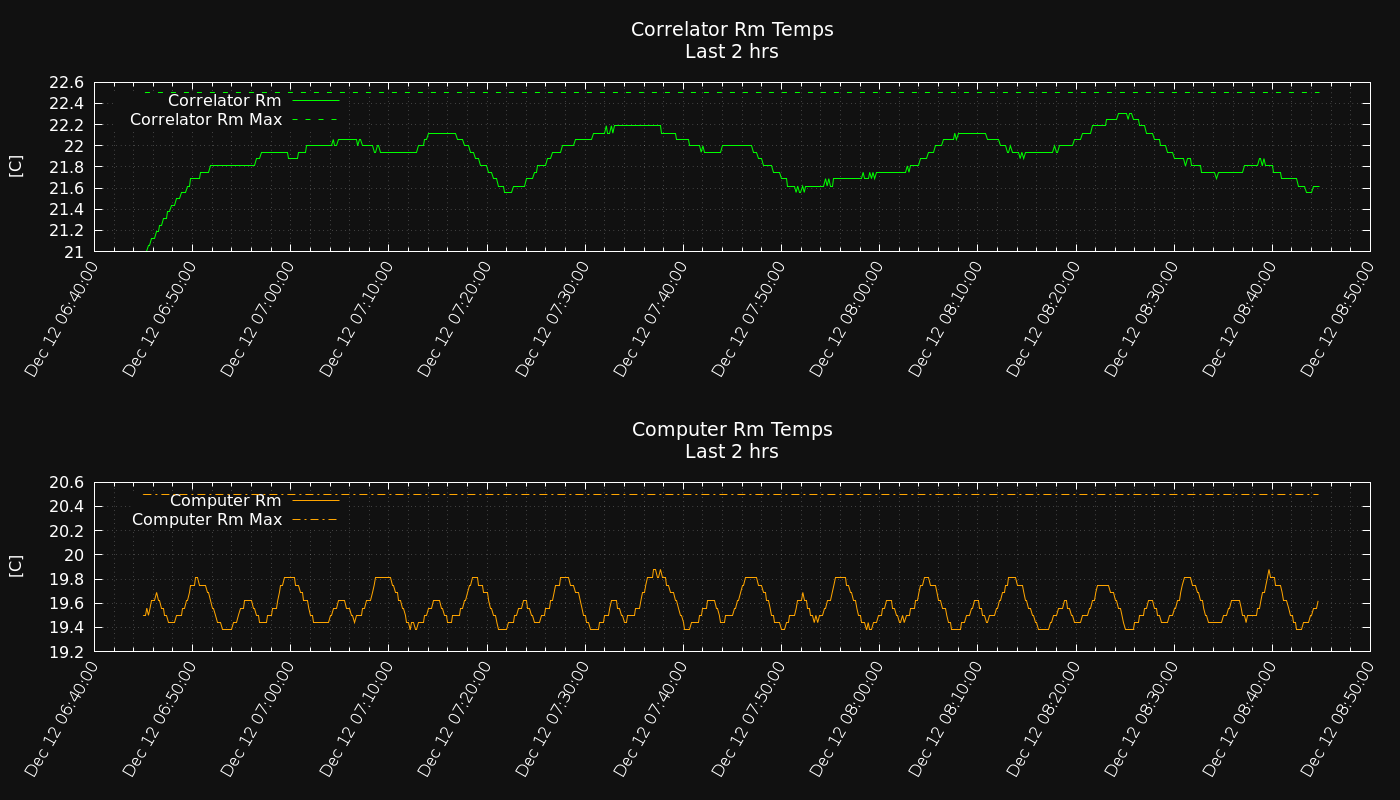 Correlator Rm Temps
Last 2 hrs
22.6
22.4
22.2
22
21.8
21.6
21.4
21.2
21
[C]
Correlator Rm
Correlator Rm Max
Dec 12 06:40:00
Dec 12 06:50:00
Dec 12 07:00:00
Dec 12 07:10:00
Dec 12 07:20:00
Dec 12 07:30:00
Dec 12 07:40:00
Dec 12 07:50:00
Dec 12 08:00:00
Dec 12 08:10:00
Dec 12 08:20:00
Dec 12 08:30:00
Dec 12 08:40:00
Dec 12 08:50:00
Computer Rm Temps
Last 2 hrs
20.6
20.4
20.2
20
19.8
19.6
19.4
19.2
[C]
Computer Rm
Computer Rm Max
Dec 12 06:40:00
Dec 12 06:50:00
Dec 12 07:00:00
Dec 12 07:10:00
Dec 12 07:20:00
Dec 12 07:30:00
Dec 12 07:40:00
Dec 12 07:50:00
Dec 12 08:00:00
Dec 12 08:10:00
Dec 12 08:20:00
Dec 12 08:30:00
Dec 12 08:40:00
Dec 12 08:50:00